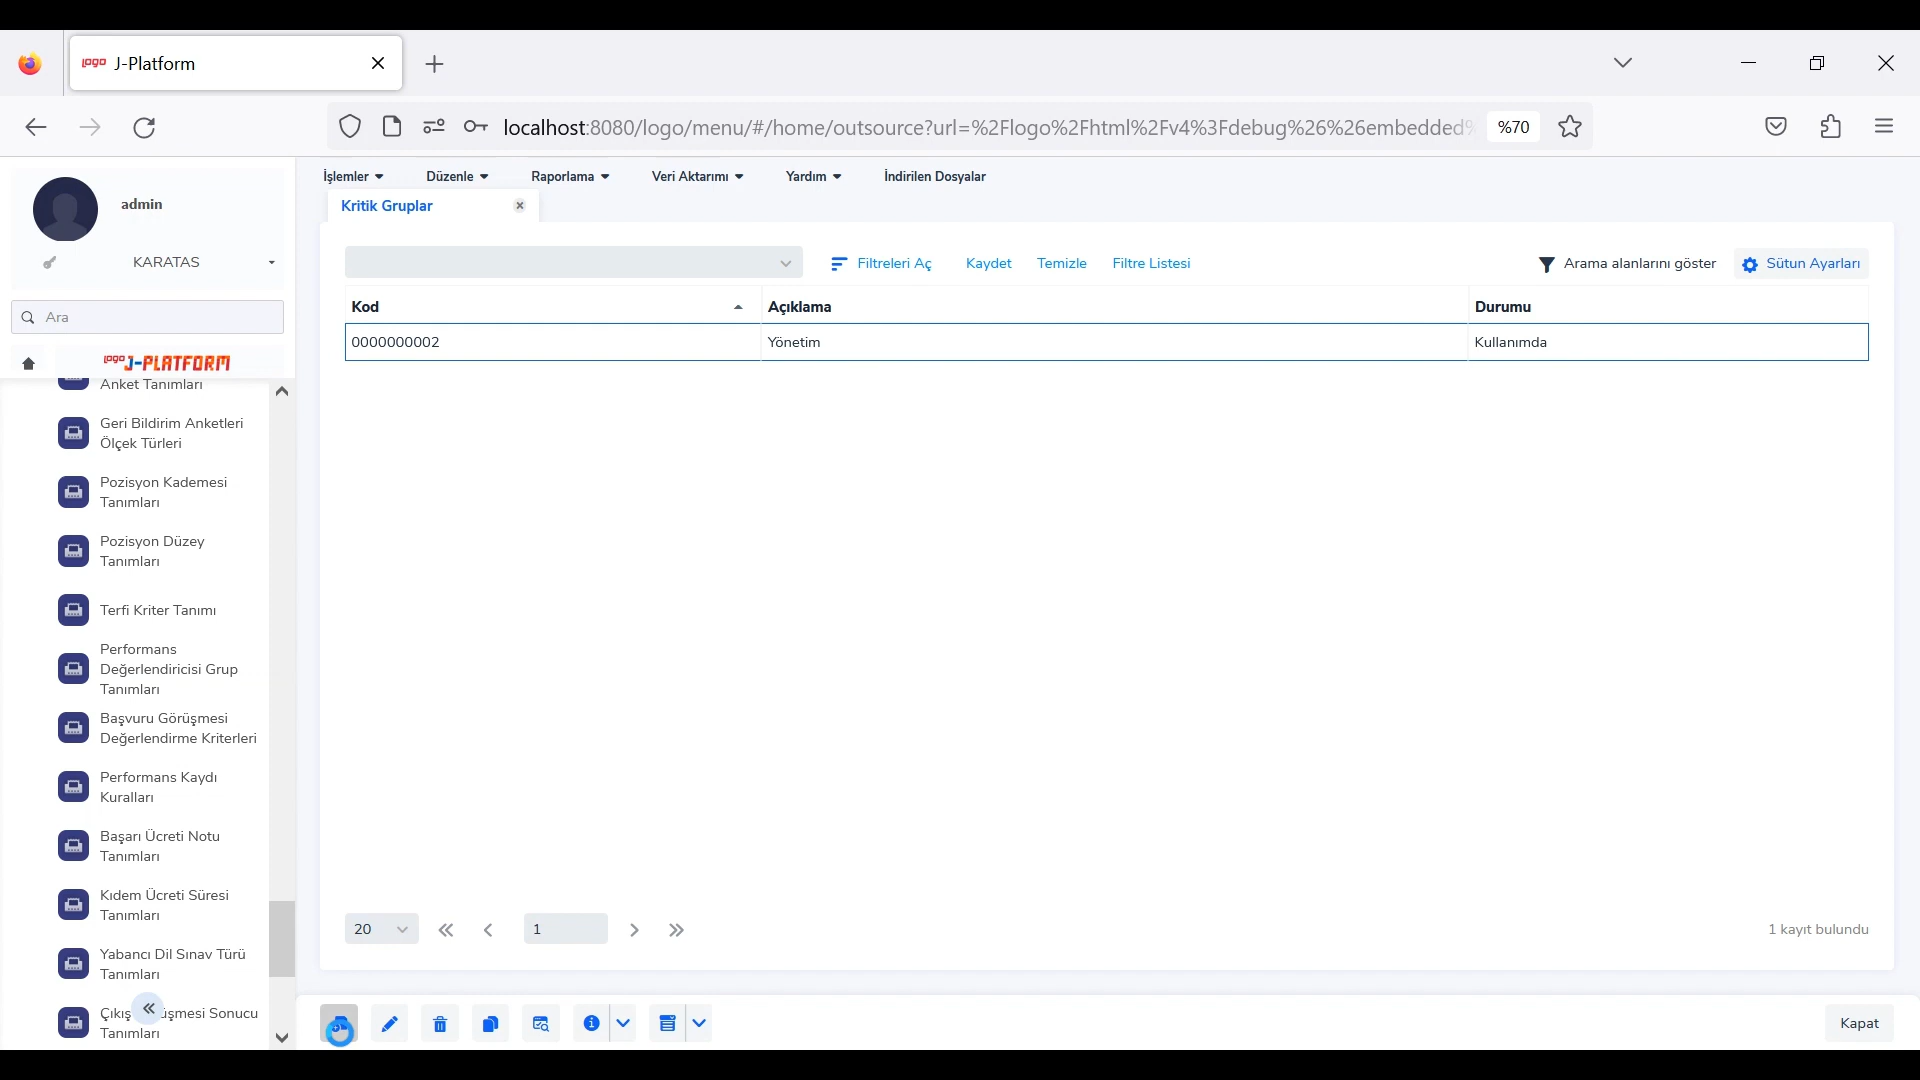 logo J-Platform
localhost:8080/logo/menu/#/home/outsource?url=%2Flogo%2Fhtml%2Fv4%3Fdebug%26%26embedded%
%70
admin
KARATAS
Ara
logo J-PLATFORM
Anket Tanımları
Geri Bildirim Anketleri
Ölçek Türleri
Pozisyon Kademesi
Tanımları
Pozisyon Düzey
Tanımları
Terfi Kriter Tanımı
Performans
Değerlendiricisi Grup
Tanımları
Başvuru Görüşmesi
Değerlendirme Kriterleri
Performans Kaydı
Kuralları
Başarı Ücreti Notu
Tanımları
Kıdem Ücreti Süresi
Tanımları
Yabancı Dil Sınav Türü
Tanımları
Sonucu
Tanımları
İşlemler Düzenle Raporlama Veri Aktarımı Yardım İndirilen Dosyalar
Kritik Gruplar
Filtreleri Aç Kaydet Temizle Filtre Listesi Arama alanlarını göster Sütun Ayarları
Kod Açıklama Durumu
0000000002 Yönetim Kullanımda
20 1 1 kayıt bulundu
Kapat